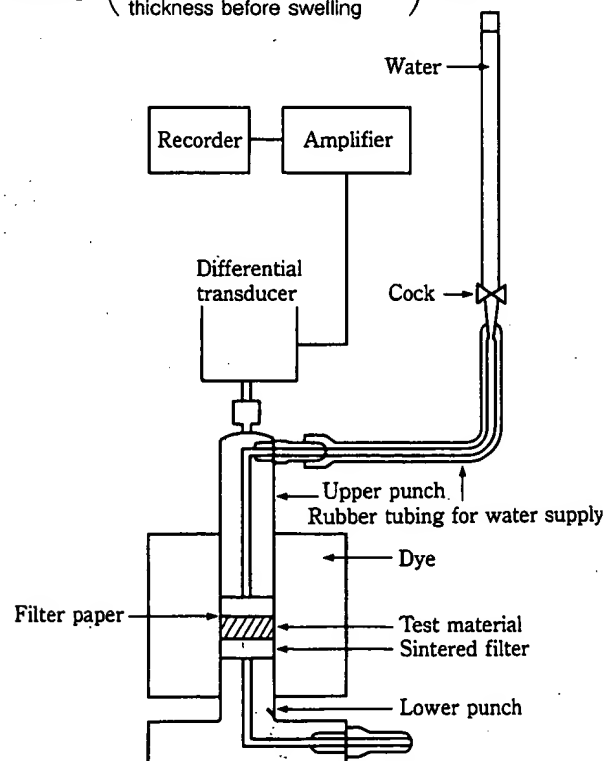 thickness before swelling
Water
Recorder
Amplifier
Differential
transducer
Cock
Upper punch
Rubber tubing for water supply
Dye
Filter paper
Test material
Sintered filter
Lower punch